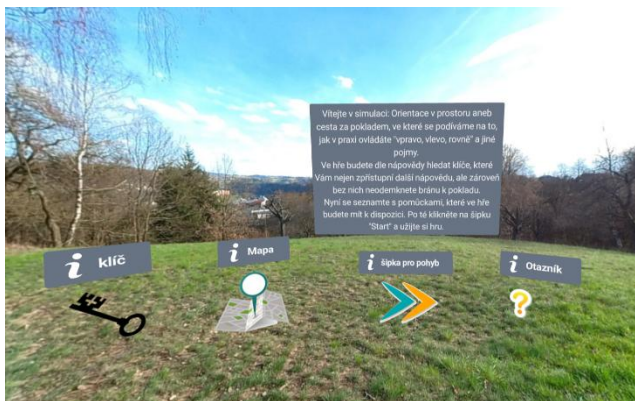 Vítejte v simulaci: Orientace v prostoru aneb
cesta za pokladem, ve které se podíváme na to,
jak v praxi ovládáte "vpravo, vlevo, rovně" a jiné
pojmy.
Ve hře budete dle nápovědy hledat klíče, které
Vám nejen zpřístupní další nápovědu, ale zároveň
bez nich neodemknete bránu k pokladu.
Nyní se seznamte s pomůckami, které ve hře
budete mít k dispozici. Po té klikněte na šipku
"Start" a užijte si hru.
i klíč
i Mapa
i šipka pro pohyb
i Otazník
?